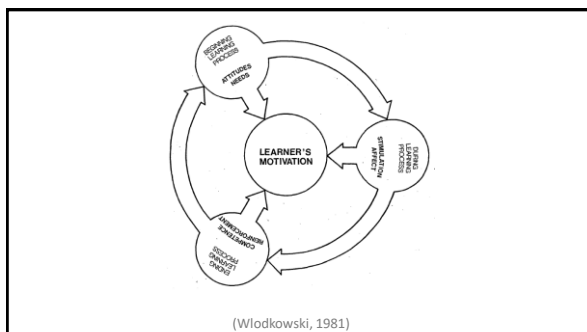 BEGINNING
LEARNING
PROCESS
ATTITUDES
NEEDS
LEARNER'S
MOTIVATION
DURING
LEARNING
PROCESS
STIMULATION
AFFECT
COMPETENCE
REINFORCEMENT
ENDING
LEARNING
PROCESS
(Wlodkowski, 1981)